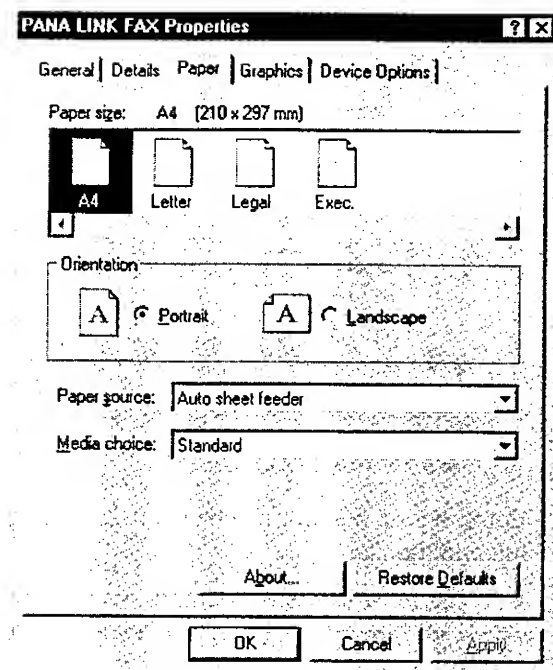 PANA LINK FAX Properties ? X
General Details Paper Graphics Device Options
Paper size: A4 (210 x 297 mm)
A4 Letter Legal Exec.
Orientation
A Portrait A Landscape
Paper source: Auto sheet feeder
Media choice: Standard
About... Restore Defaults
OK Cancel Apply